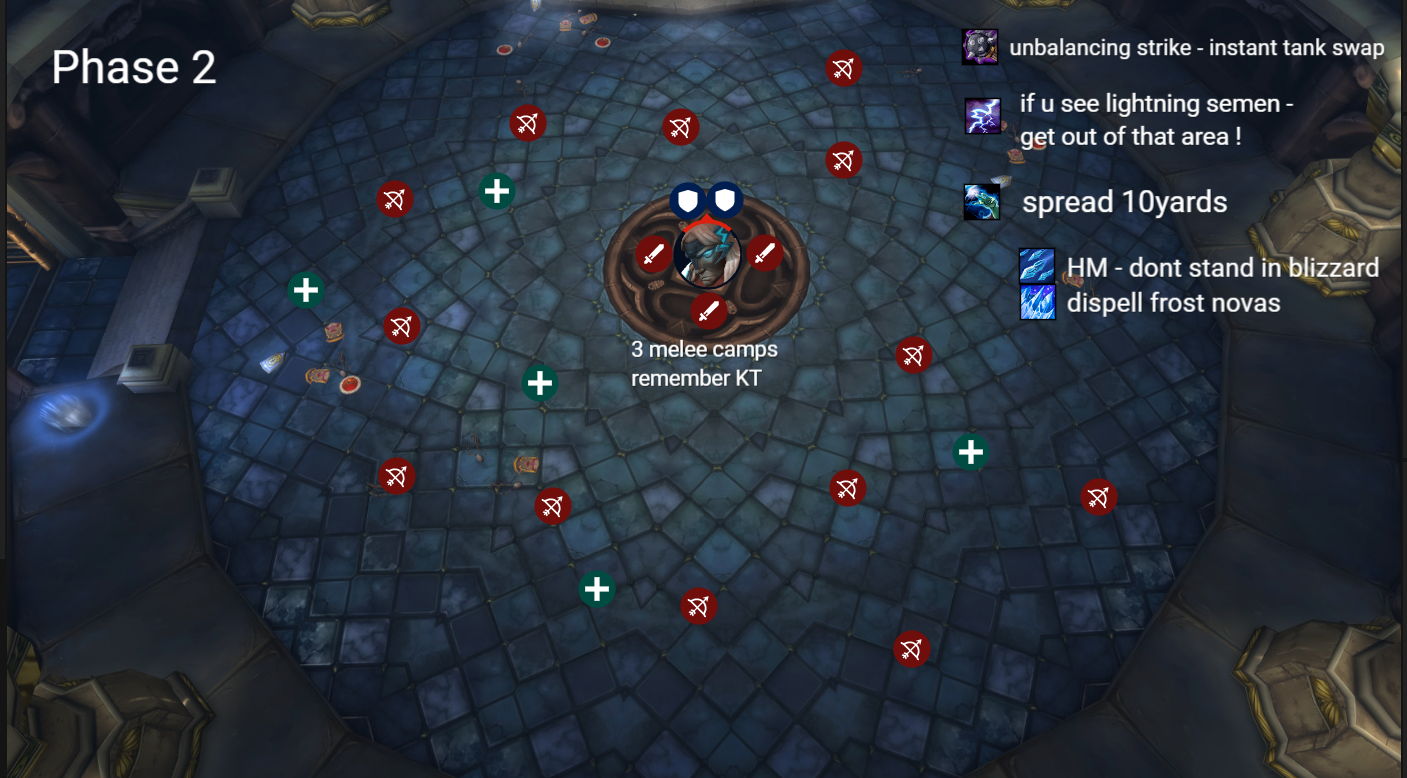 Phase 2
unbalancing strike - instant tank swap
if u see lightning semen -
get out of that area !
spread 10yards
HM - dont stand in blizzard
dispell frost novas
3 melee camps
remember KT